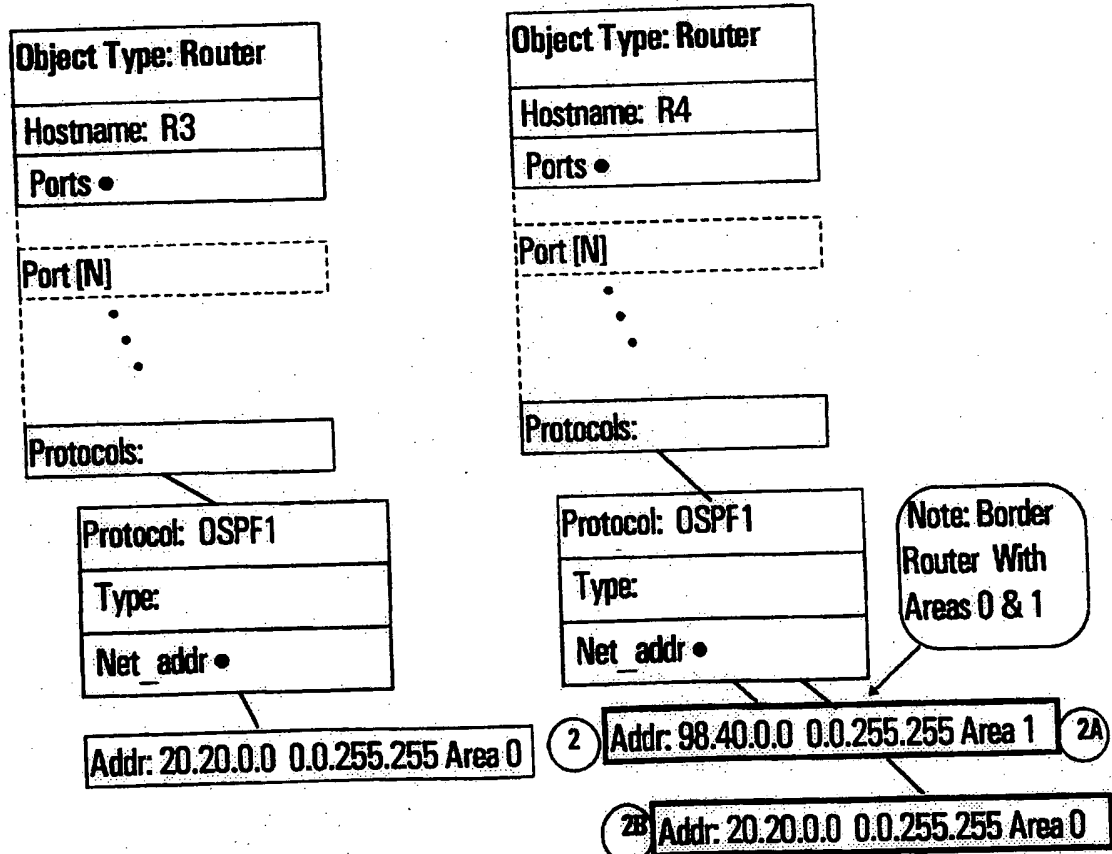 Object Type: Router
Hostname: R3
Ports
Port [N]
Protocols:
Protocol: OSPF1
Type:
Net_addr
Addr: 20.20.0.0 0.0.255.255 Area 0
Object Type: Router
Hostname: R4
Ports
Port [N]
Protocols:
Protocol: OSPF1
Type:
Net_addr
Note: Border
Router With
Areas 0 & 1
2
Addr: 98.40.0.0 0.0.255.255 Area 1
2A
2B
Addr: 20.20.0.0 0.0.255.255 Area 0